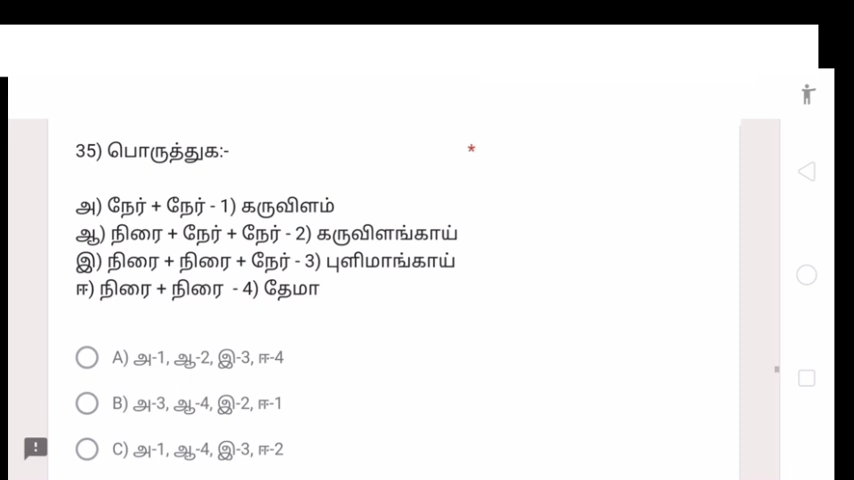 35) பொருத்துக:- *
அ) நேர் + நேர் - 1) கருவிளம்
ஆ) நிரை + நேர் + நேர் - 2) கருவிளங்காய்
இ) நிரை + நிரை + நேர் - 3) புளிமாங்காய்
ஈ) நிரை + நிரை - 4) தேமா
A) அ-1, ஆ-2, இ-3, ஈ-4
B) அ-3, ஆ-4, இ-2, ஈ-1
C) அ-1, ஆ-4, இ-3, ஈ-2